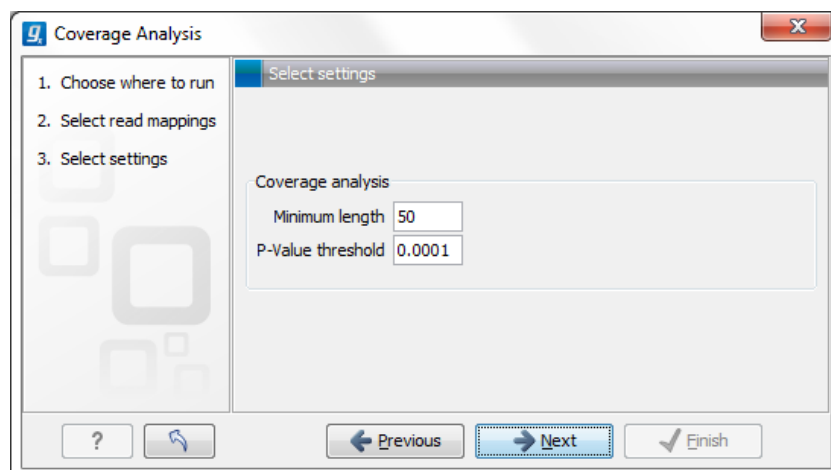 Coverage Analysis
1. Choose where to run
2. Select read mappings
3. Select settings
Select settings
Coverage analysis
Minimum length 50
P-Value threshold 0.0001
?
Previous
Next
Finish